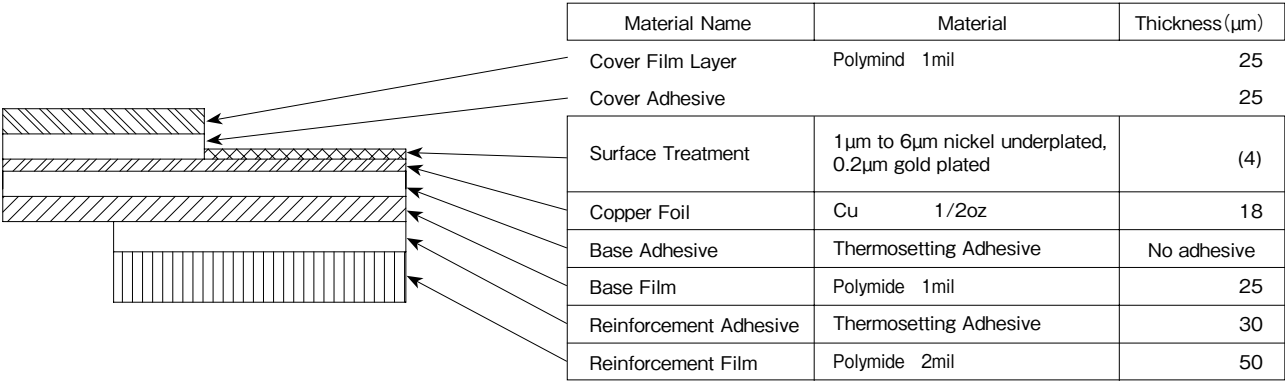 Material Name Material Thickness(μm)
Cover Film Layer Polymind 1mil 25
Cover Adhesive 25
Surface Treatment 1μm to 6μm nickel underplated, (4)
0.2μm gold plated
Copper Foil Cu 1/2oz 18
Base Adhesive Thermosetting Adhesive No adhesive
Base Film Polymide 1mil 25
Reinforcement Adhesive Thermosetting Adhesive 30
Reinforcement Film Polymide 2mil 50